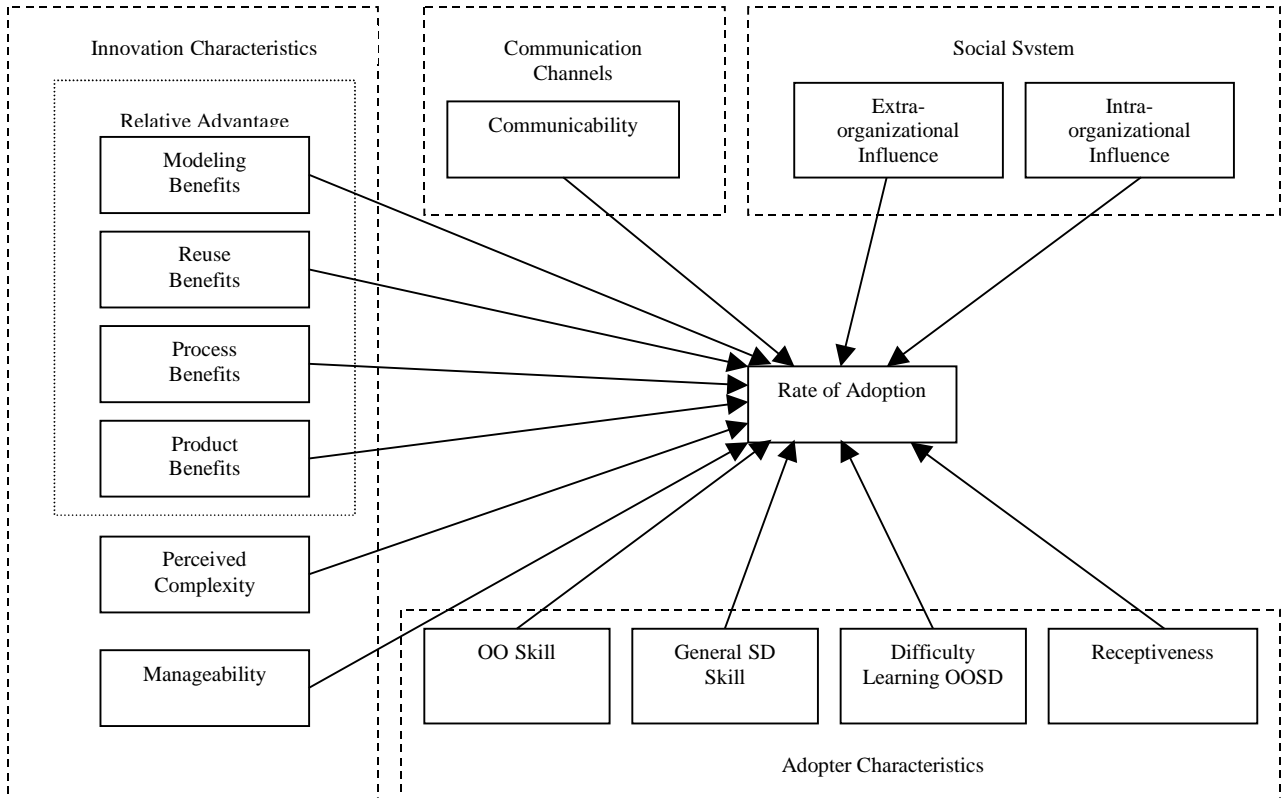 Innovation Characteristics
Relative Advantage
Modeling
Benefits
Reuse
Benefits
Process
Benefits
Product
Benefits
Perceived
Complexity
Manageability
Communication
Channels
Communicability
Social System
Extra-
organizational
Influence
Intra-
organizational
Influence
Rate of Adoption
OO Skill
General SD
Skill
Difficulty
Learning OOSD
Receptiveness
Adopter Characteristics